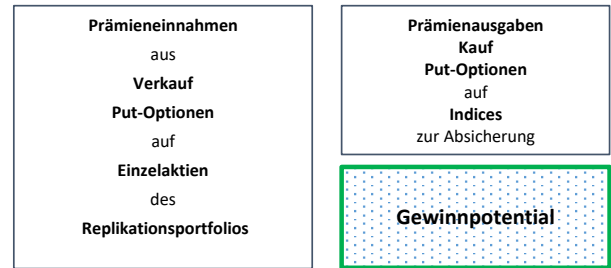 Prämieneinnahmen
aus
Verkauf
Put-Optionen
auf
Einzelaktien
des
Replikationsportfolios
Prämienausgaben
Kauf
Put-Optionen
auf
Indices
zur Absicherung
Gewinnpotential